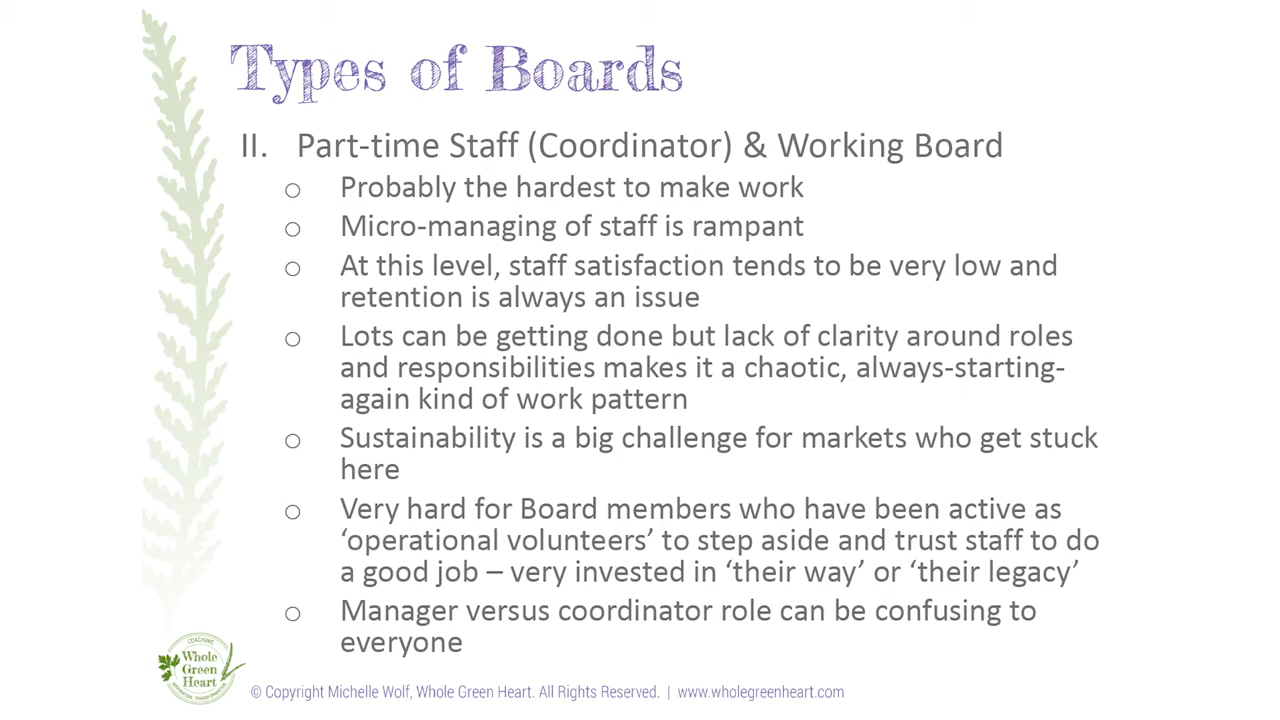 Types of Boards
II. Part-time Staff (Coordinator) & Working Board
o Probably the hardest to make work
o Micro-managing of staff is rampant
o At this level, staff satisfaction tends to be very low and
retention is always an issue
o Lots can be getting done but lack of clarity around roles
and responsibilities makes it a chaotic, always-starting-
again kind of work pattern
o Sustainability is a big challenge for markets who get stuck
here
o Very hard for Board members who have been active as
‘operational volunteers’ to step aside and trust staff to do
a good job – very invested in ‘their way’ or ‘their legacy’
o Manager versus coordinator role can be confusing to
everyone
COACHING
Whole
Green
Heart
© Copyright Michelle Wolf, Whole Green Heart. All Rights Reserved. | www.wholegreenheart.com